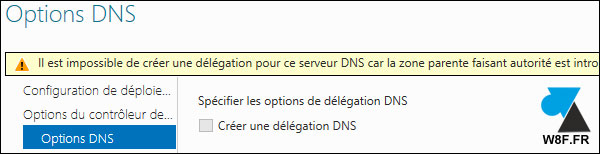 Options DNS
Il est impossible de créer une délégation pour ce serveur DNS car la zone parente faisant autorité est intro
Configuration de déploie...
Options du contrôleur de...
Options DNS
Spécifier les options de délégation DNS
Créer une délégation DNS
W8F.FR